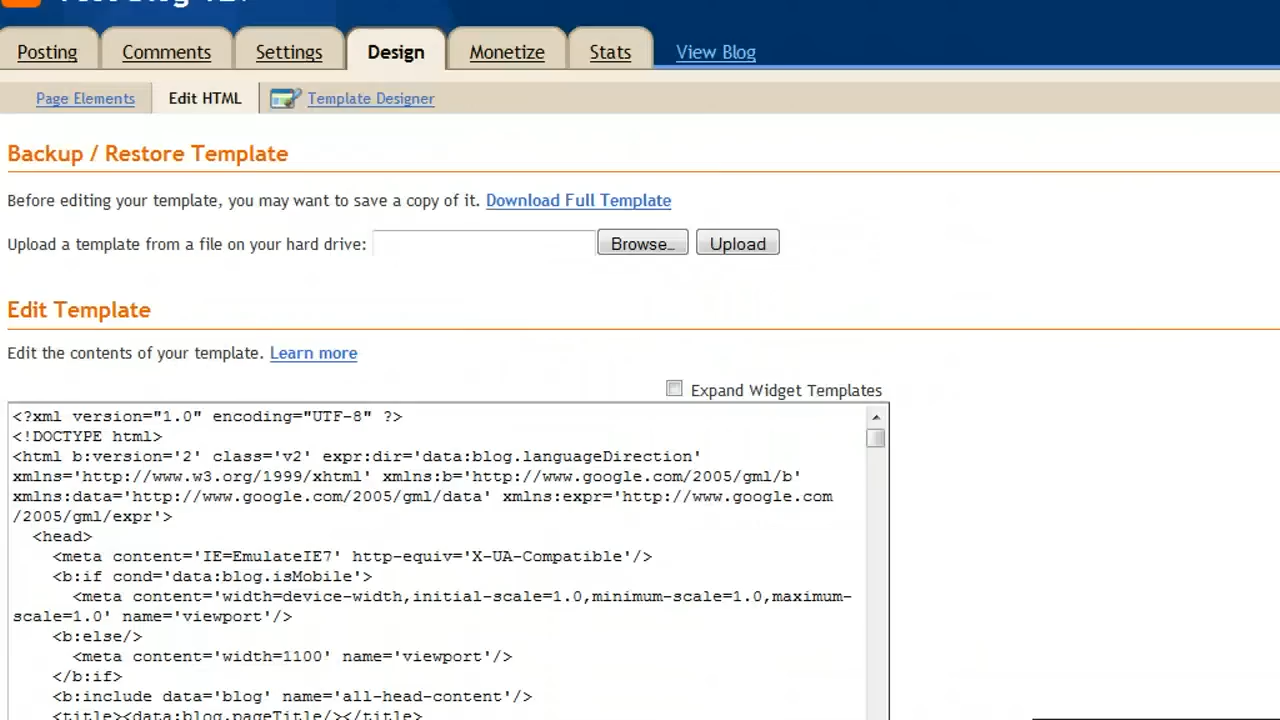 Posting Comments Settings Design Monetize Stats View Blog
Page Elements Edit HTML Template Designer
Backup / Restore Template
Before editing your template, you may want to save a copy of it. Download Full Template
Upload a template from a file on your hard drive: Browse… Upload
Edit Template
Edit the contents of your template. Learn more
Expand Widget Templates
<?xml version="1.0" encoding="UTF-8" ?>
<!DOCTYPE html>
<html b:version='2' class='v2' expr:dir='data:blog.languageDirection'
xmlns='http://www.w3.org/1999/xhtml' xmlns:b='http://www.google.com/2005/gml/b'
xmlns:data='http://www.google.com/2005/gml/data' xmlns:expr='http://www.google.com
/2005/gml/expr'>
<head>
<meta content='IE=EmulateIE7' http-equiv='X-UA-Compatible'/>
<b:if cond='data:blog.isMobile'>
<meta content='width=device-width,initial-scale=1.0,minimum-scale=1.0,maximum-
scale=1.0' name='viewport'/>
<b:else/>
<meta content='width=1100' name='viewport'/>
</b:if>
<b:include data='blog' name='all-head-content'/>
<title><data:blog.pageTitle/></title>